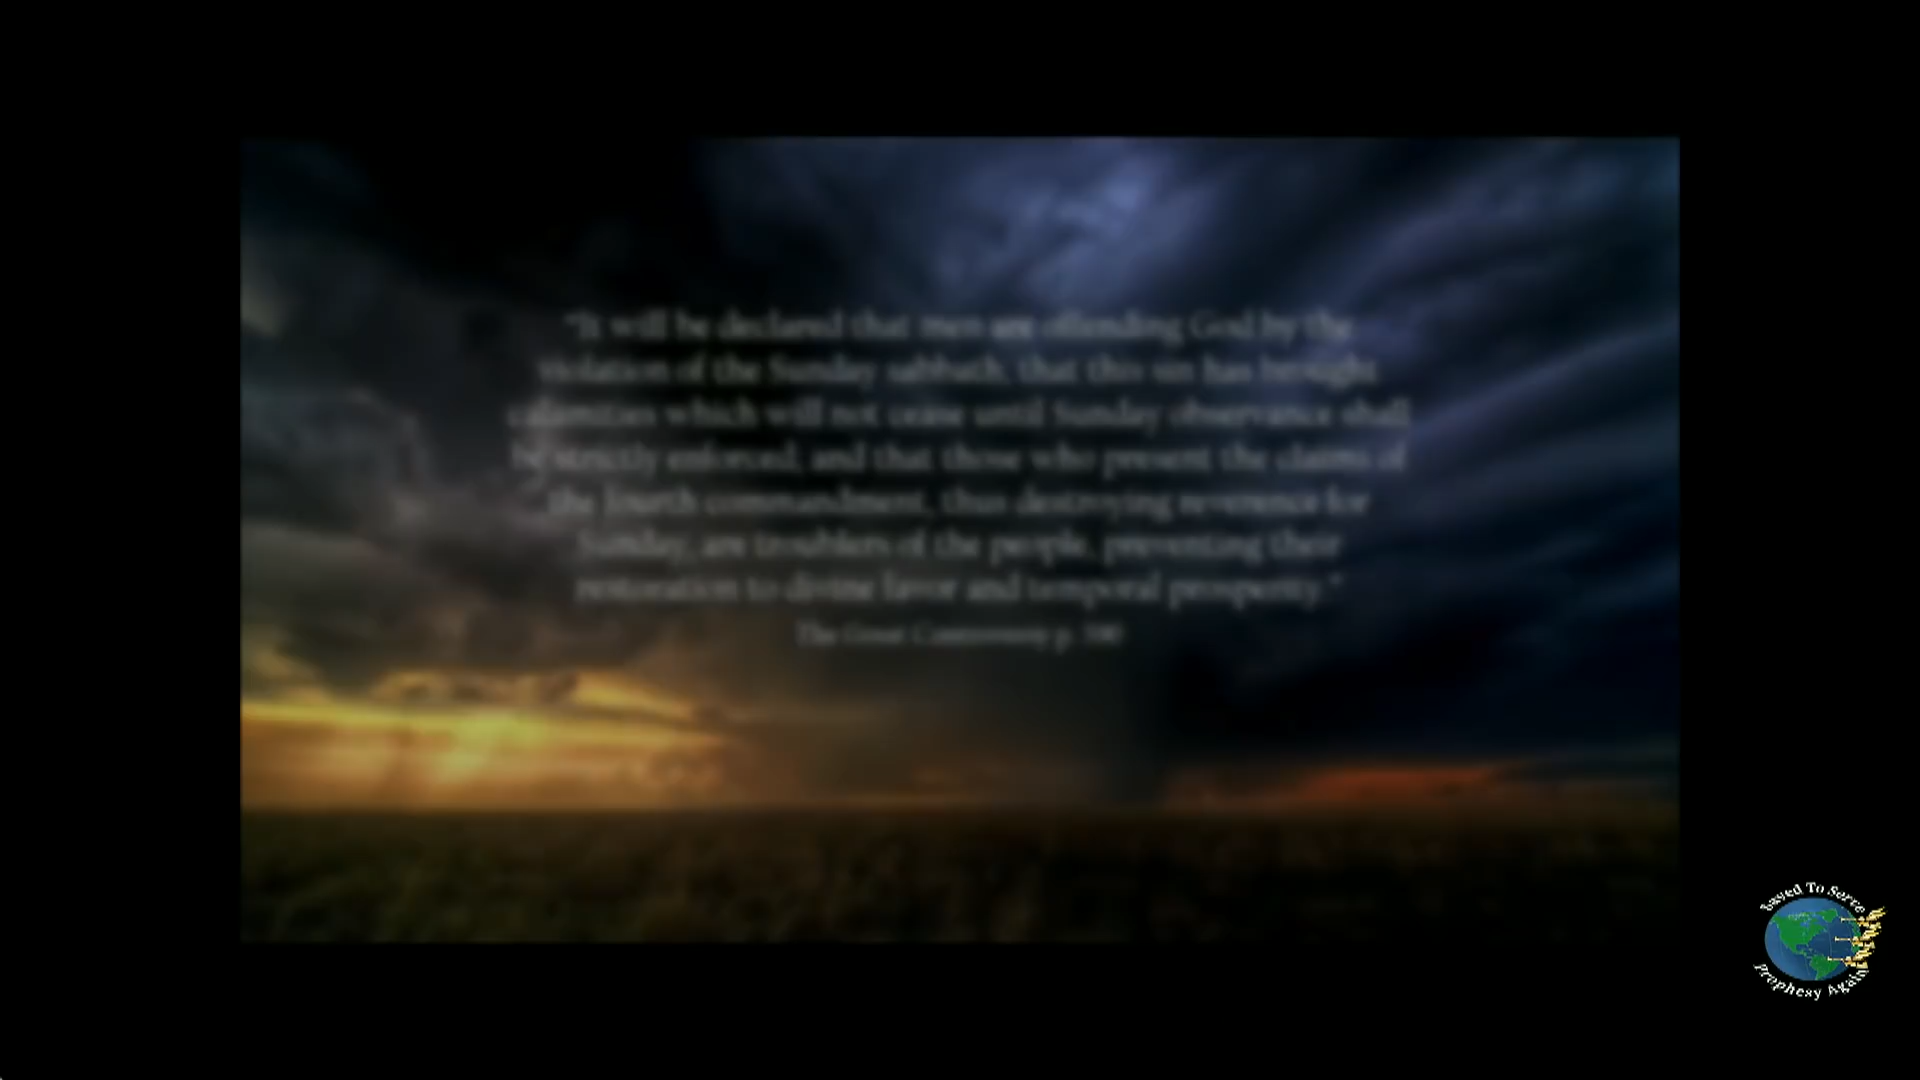 "It will be declared that men are offending God by the
violation of the Sunday sabbath; that this sin has brought
calamities which will not cease until Sunday observance shall
be strictly enforced; and that those who present the claims of
the fourth commandment, thus destroying reverence for
Sunday, are troublers of the people, preventing their
restoration to divine favor and temporal prosperity."
The Great Controversy p. 590
bayed To Serve
Prophesy Again